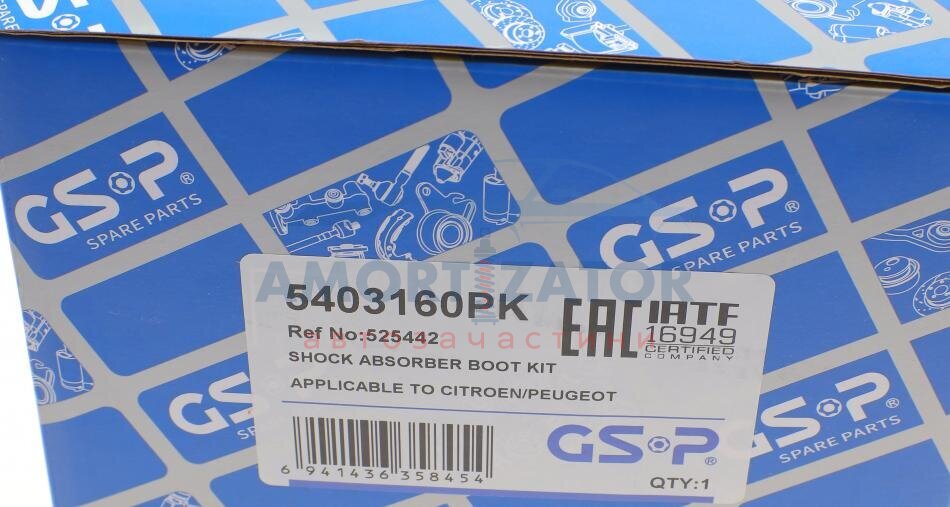 GSP®
SPARE PARTS
GSP®
SPARE PARTS
AMORTIZATOR
автозачастини
5403160PK
Ref No:525442
SHOCK ABSORBER BOOT KIT
APPLICABLE TO CITROEN/PEUGEOT
EAC
IATF
16949
CERTIFIED
COMPANY
6 941436 358454
GSP®
QTY:1
GSP®
SPARE PARTS